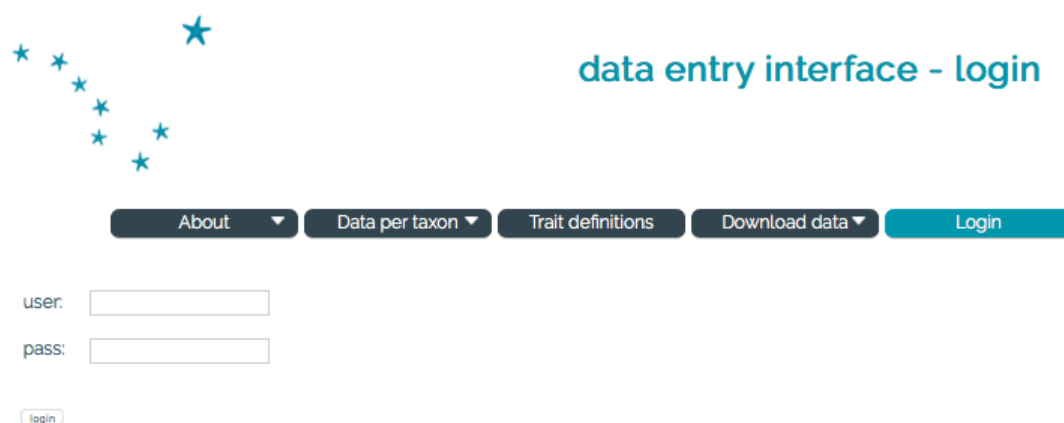 data entry interface - login
About Data per taxon Trait definitions Download data Login
user:
pass:
login